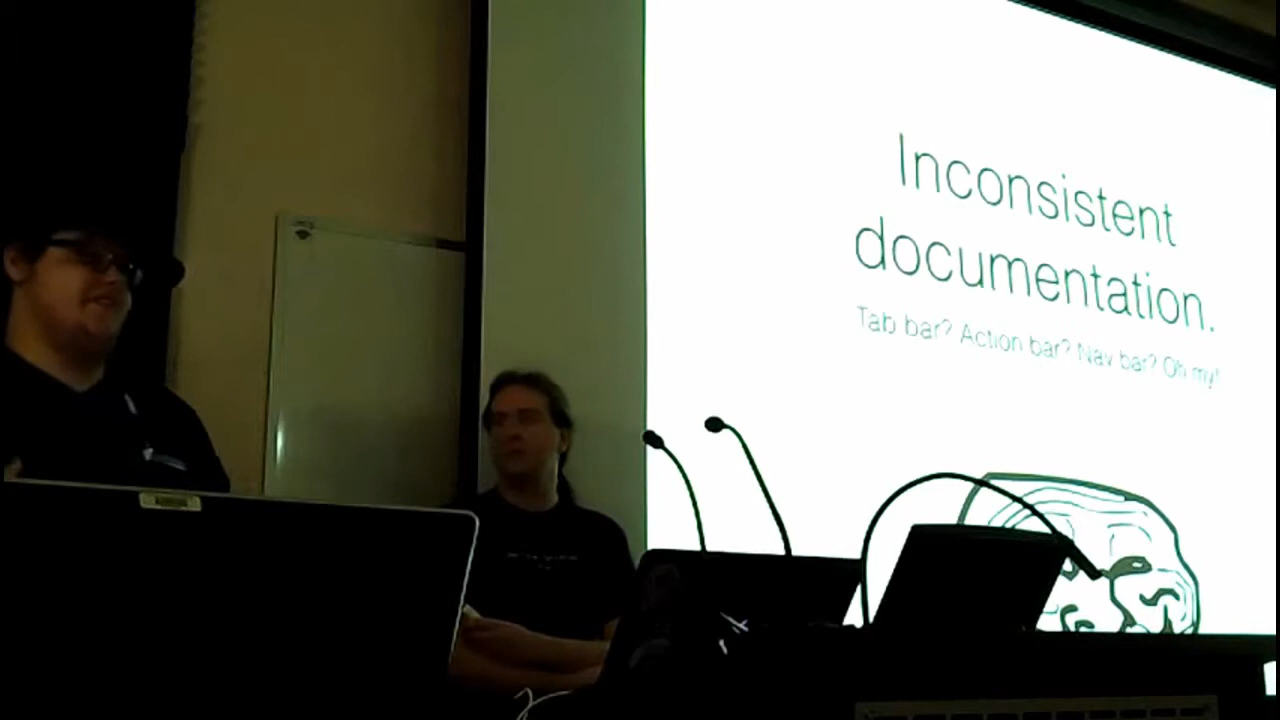 Inconsistent
documentation.
Tab bar? Action bar? Nav bar? Oh my!